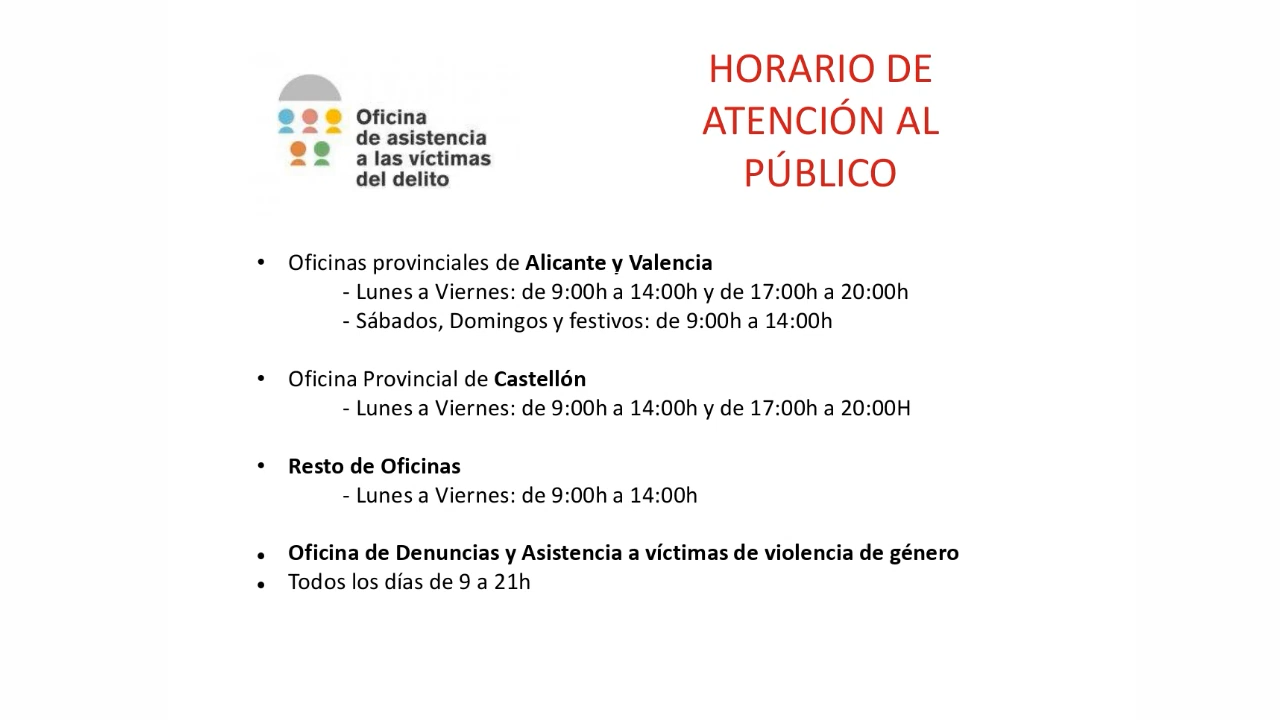 Oficina
de asistencia
a las víctimas
del delito
HORARIO DE
ATENCIÓN AL
PÚBLICO
• Oficinas provinciales de Alicante y Valencia
- Lunes a Viernes: de 9:00h a 14:00h y de 17:00h a 20:00h
- Sábados, Domingos y festivos: de 9:00h a 14:00h
• Oficina Provincial de Castellón
- Lunes a Viernes: de 9:00h a 14:00h y de 17:00h a 20:00H
• Resto de Oficinas
- Lunes a Viernes: de 9:00h a 14:00h
• Oficina de Denuncias y Asistencia a víctimas de violencia de género
• Todos los días de 9 a 21h